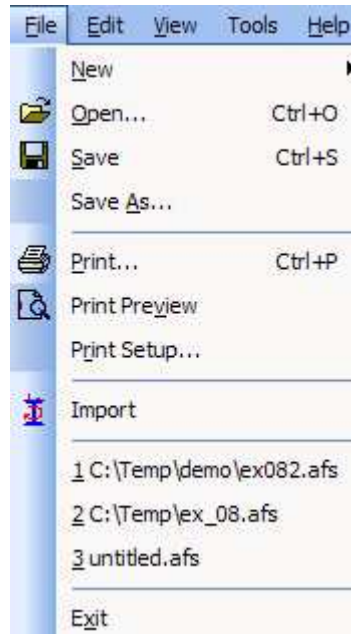 File Edit View Tools Help
New
Open... Ctrl+O
Save Ctrl+S
Save As...
Print... Ctrl+P
Print Preview
Print Setup...
Import
1 C:\Temp\demo\ex082.afs
2 C:\Temp\ex_08.afs
3 untitled.afs
Exit